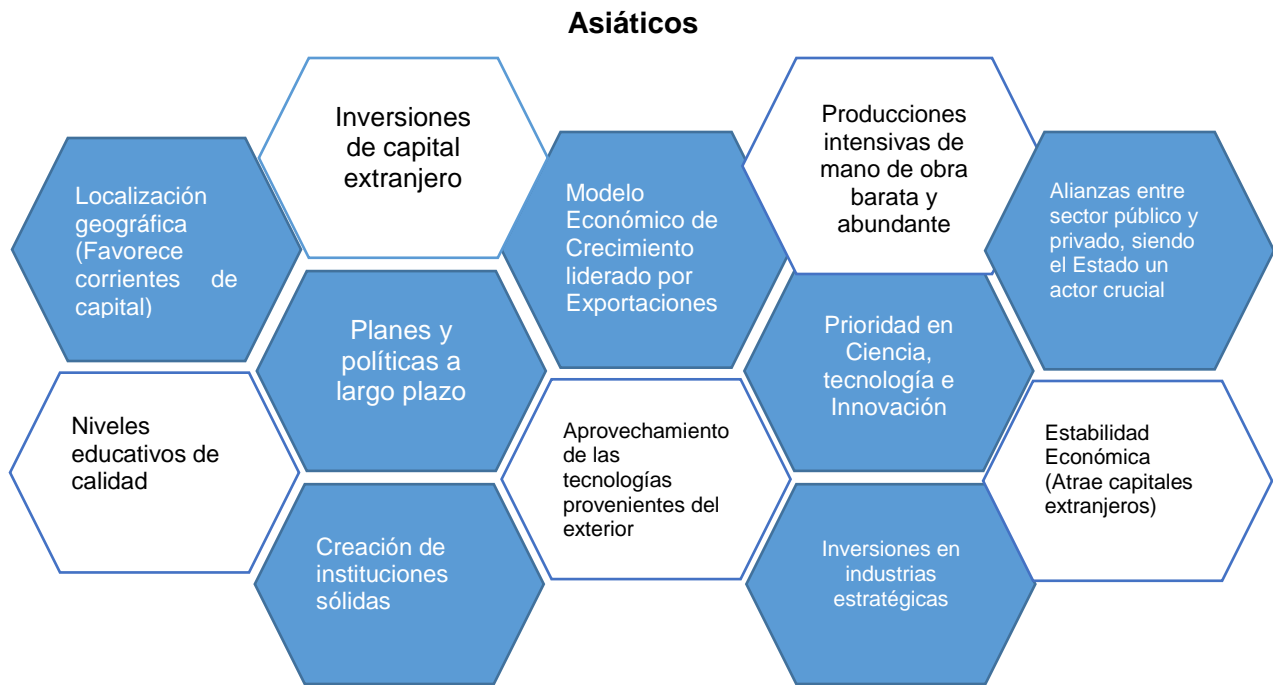 Asiáticos
Inversiones
de capital
extranjero
Producciones
intensivas de
mano de obra
barata y
abundante
Localización
geográfica
(Favorece
corrientes de
capital)
Modelo
Económico de
Crecimiento
liderado por
Exportaciones
Alianzas entre
sector público y
privado, siendo
el Estado un
actor crucial
Planes y
políticas a
largo plazo
Prioridad en
Ciencia,
tecnología e
Innovación
Niveles
educativos de
calidad
Aprovechamiento
de las
tecnologías
provenientes del
exterior
Estabilidad
Económica
(Atrae capitales
extranjeros)
Creación de
instituciones
sólidas
Inversiones en
industrias
estratégicas